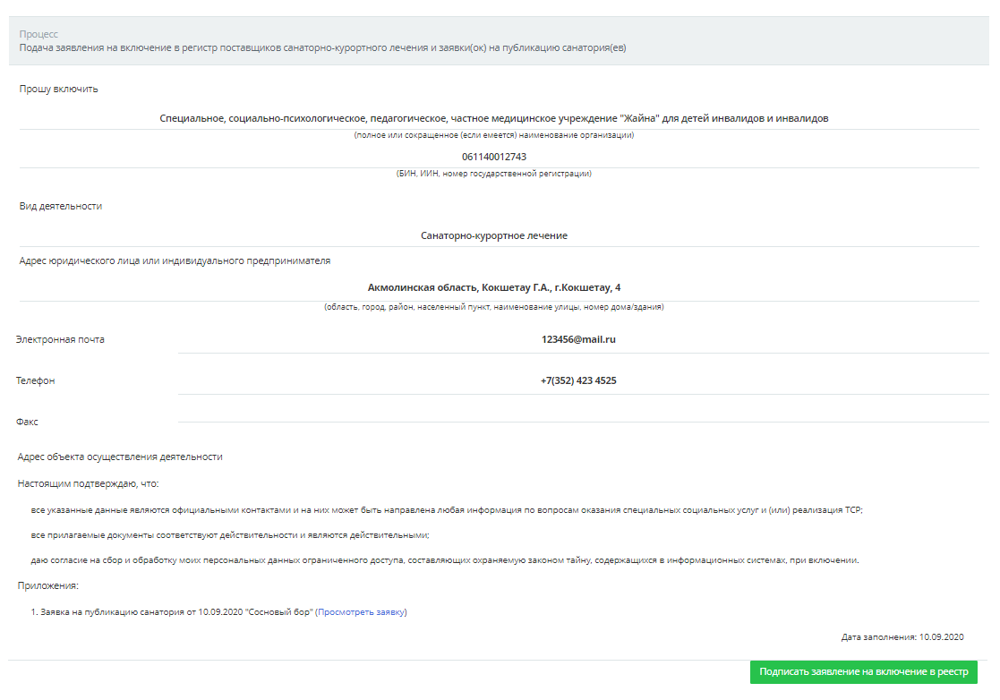 Процесс
Подача заявления на включение в регистр поставщиков санаторно-курортного лечения и заявки(ок) на публикацию санатория(ев)
Прошу включить
Специальное, социально-психологическое, педагогическое, частное медицинское учреждение "Жайна" для детей инвалидов и инвалидов
(полное или сокращенное (если емеется) наименование организации)
061140012743
(БИН, ИИН, номер государственной регистрации)
Вид деятельности
Санаторно-курортное лечение
Адрес юридического лица или индивидуального предпринимателя
Акмолинская область, Кокшетау Г.А., г.Кокшетау, 4
(область, город, район, населенный пункт, наименование улицы, номер дома/здания)
Электронная почта
123456@mail.ru
Телефон
+7(352) 423 4525
Факс
Адрес объекта осуществления деятельности
Настоящим подтверждаю, что:
все указанные данные являются официальными контактами и на них может быть направлена любая информация по вопросам оказания специальных социальных услуг и (или) реализация ТСР;
все прилагаемые документы соответствуют действительности и являются действительными;
даю согласие на сбор и обработку моих персональных данных ограниченного доступа, составляющих охраняемую законом тайну, содержащихся в информационных системах, при включении.
Приложения:
1. Заявка на публикацию санатория от 10.09.2020 "Сосновый бор" (Просмотреть заявку)
Дата заполнения: 10.09.2020
Подписать заявление на включение в реестр